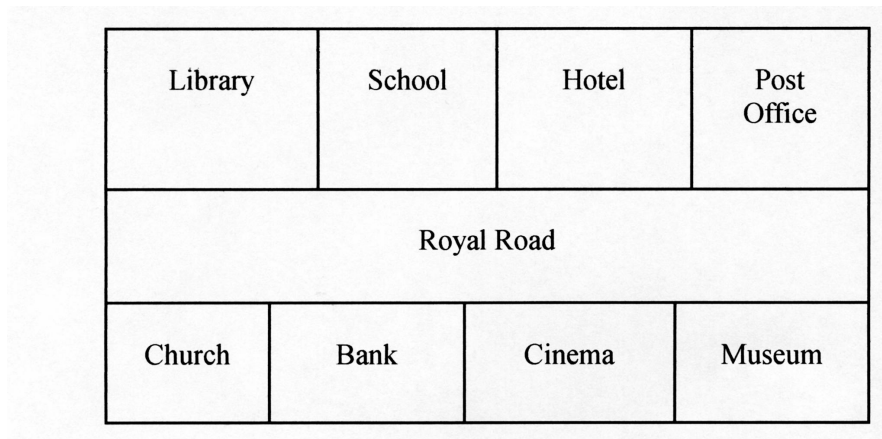 Library School Hotel Post
Office
Royal Road
Church Bank Cinema Museum